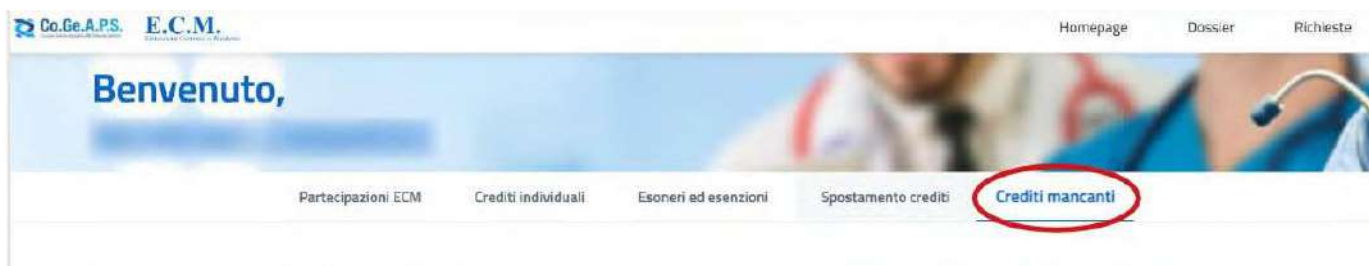 Co.Ge.A.P.S.
E.C.M.
Homepage Dossier Richieste
Benvenuto,
Partecipazioni ECM Crediti individuali Esoneri ed esenzioni Spostamento crediti Crediti mancanti